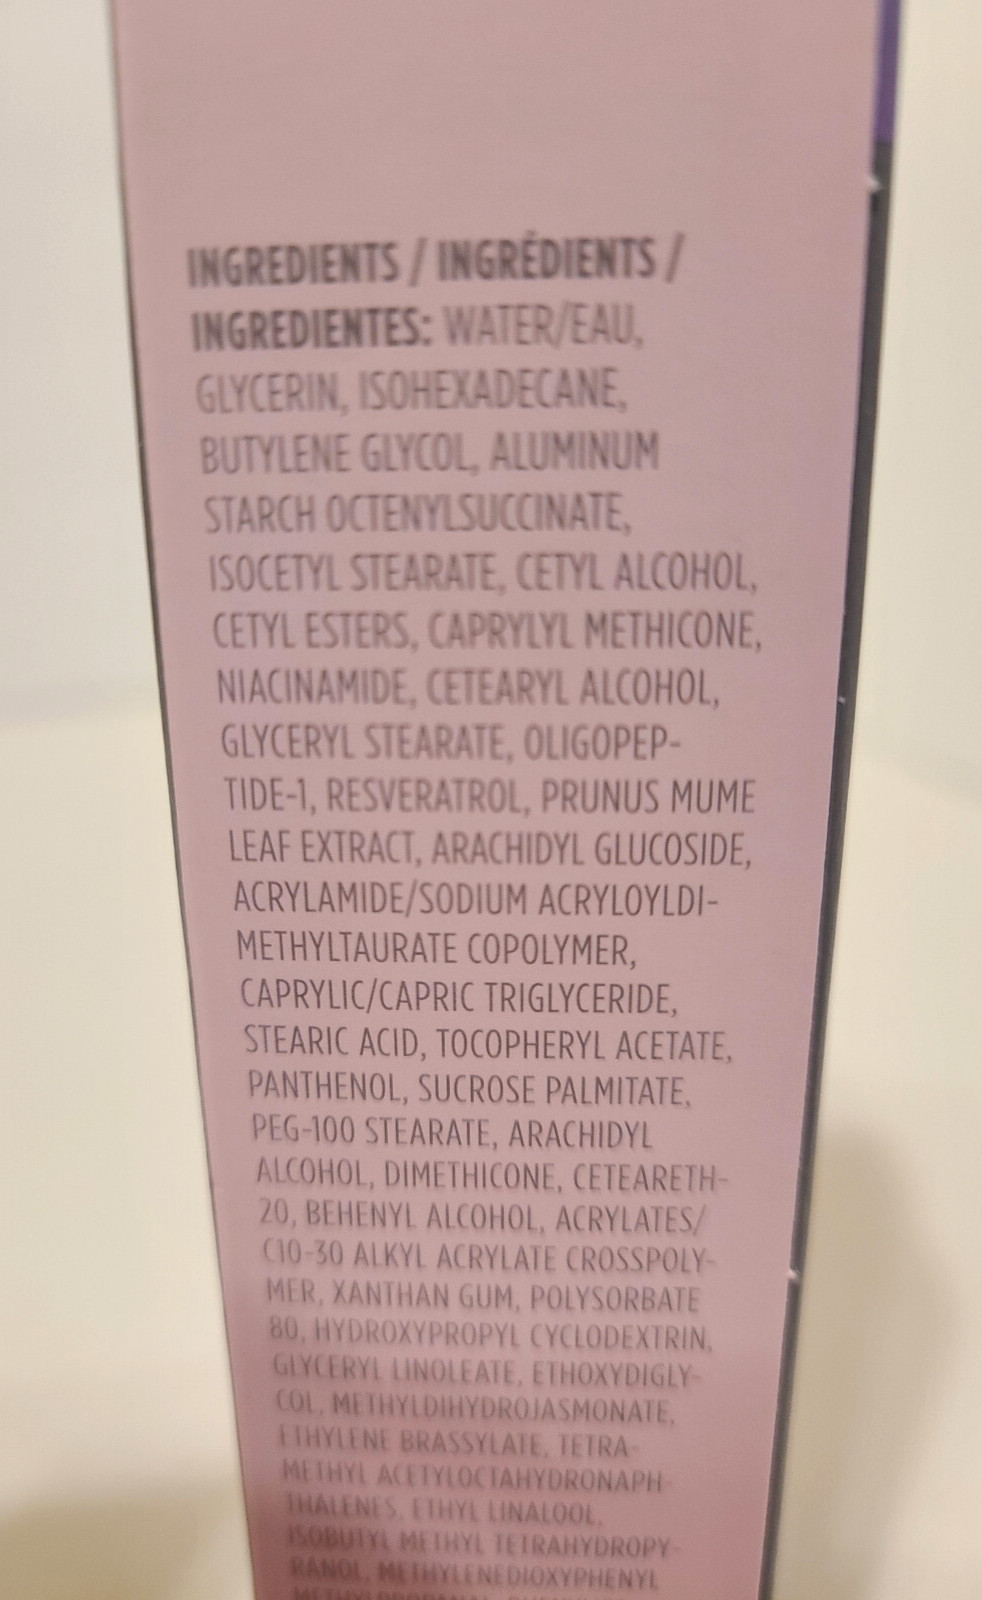 INGREDIENTS / INGRÉDIENTS /
INGREDIENTES: WATER/EAU,
GLYCERIN, ISOHEXADECANE,
BUTYLENE GLYCOL, ALUMINUM
STARCH OCTENYLSUCCINATE,
ISOCETYL STEARATE, CETYL ALCOHOL,
CETYL ESTERS, CAPRYLYL METHICONE,
NIACINAMIDE, CETEARYL ALCOHOL,
GLYCERYL STEARATE, OLIGOPEP-
TIDE-1, RESVERATROL, PRUNUS MUME
LEAF EXTRACT, ARACHIDYL GLUCOSIDE,
ACRYLAMIDE/SODIUM ACRYLOYLDI-
METHYLTAURATE COPOLYMER,
CAPRYLIC/CAPRIC TRIGLYCERIDE,
STEARIC ACID, TOCOPHERYL ACETATE,
PANTHENOL, SUCROSE PALMITATE,
PEG-100 STEARATE, ARACHIDYL
ALCOHOL, DIMETHICONE, CETEARETH-
20, BEHENYL ALCOHOL, ACRYLATES/
C10-30 ALKYL ACRYLATE CROSSPOLY-
MER, XANTHAN GUM, POLYSORBATE
80, HYDROXYPROPYL CYCLODEXTRIN,
GLYCERYL LINOLEATE, ETHOXYDIGLY-
COL, METHYLDIHYDROJASMONATE,
ETHYLENE BRASSYLATE, TETRA-
METHYL ACETYLOCTAHYDRONAPH-
THALENES, ETHYL LINALOOL,
ISOBUTYL METHYL TETRAHYDROPY-
RANOL, METHYLENEDIOXYPHENYL